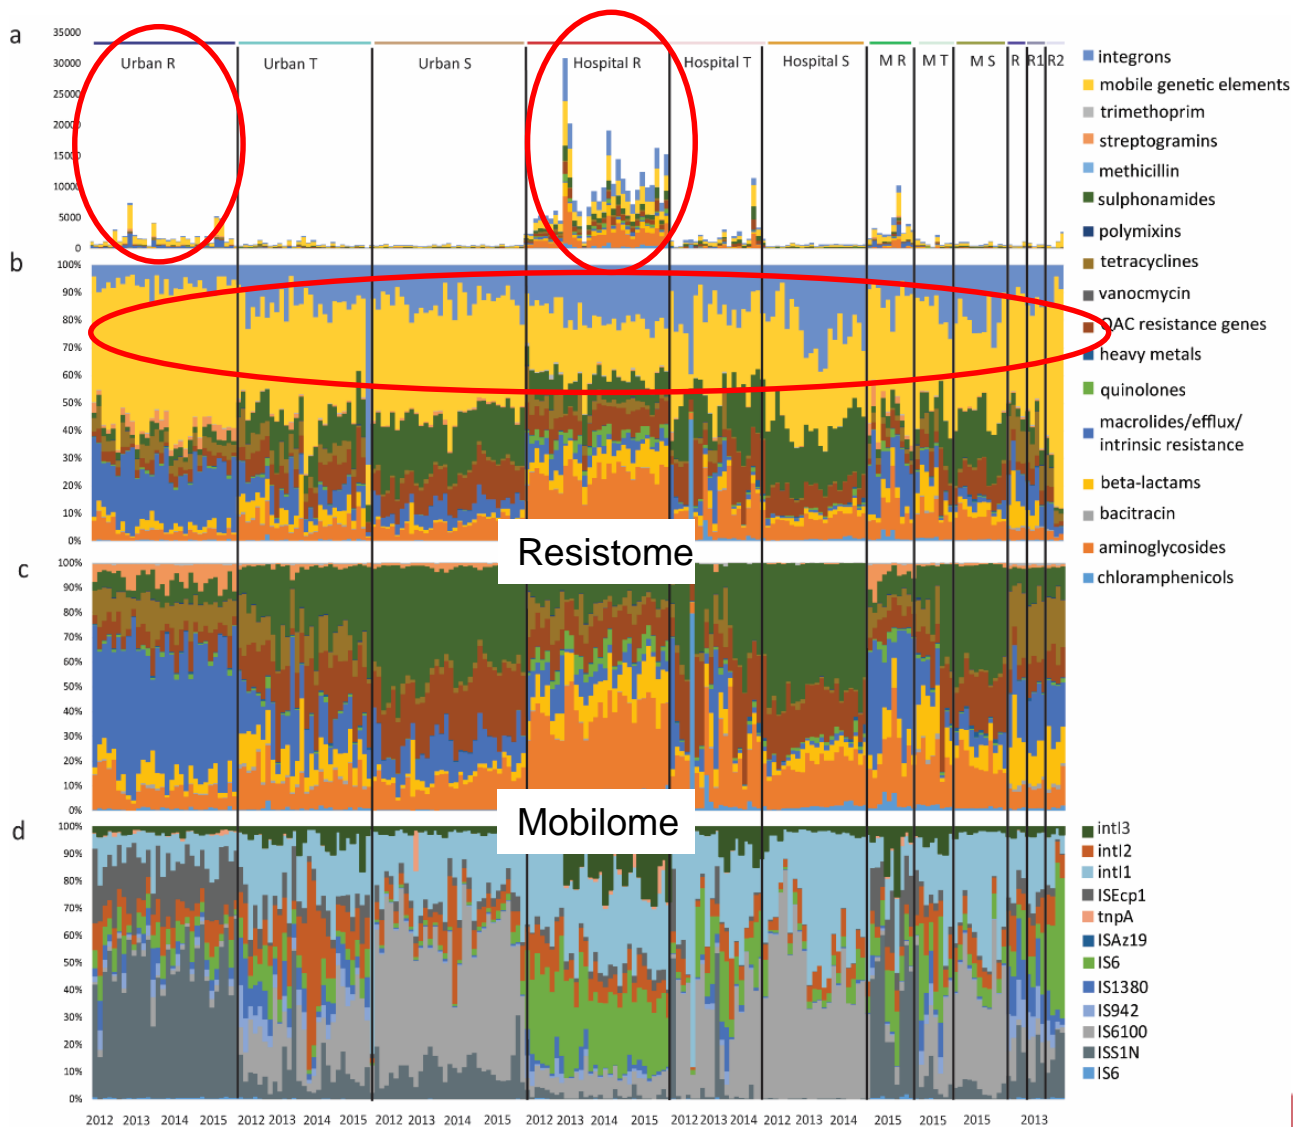 a
35000
30000
25000
20000
15000
10000
5000
0
Urban R
Urban T
Urban S
Hospital R
Hospital T
Hospital S
M R
M T
M S
R
R1
R2
integrons
mobile genetic elements
trimethoprim
streptogramins
methicillin
sulphonamides
polymixins
tetracyclines
vanocmycin
QAC resistance genes
heavy metals
quinolones
macrolides/efflux/
intrinsic resistance
beta-lactams
bacitracin
aminoglycosides
chloramphenicols
b
100%
90%
80%
70%
60%
50%
40%
30%
20%
10%
0%
Resistome
c
100%
90%
80%
70%
60%
50%
40%
30%
20%
10%
0%
Mobilome
d
100%
90%
80%
70%
60%
50%
40%
30%
20%
10%
0%
intI3
intI2
intI1
ISEcp1
tnpA
ISAz19
IS6
IS1380
IS942
IS6100
ISS1N
IS6
2012 2013 2014 2015 2012 2013 2014 2015 2012 2013 2014 2015 2012 2013 2014 2015 2012 2013 2014 2012 2013 2014 2015 2015 2015 2013